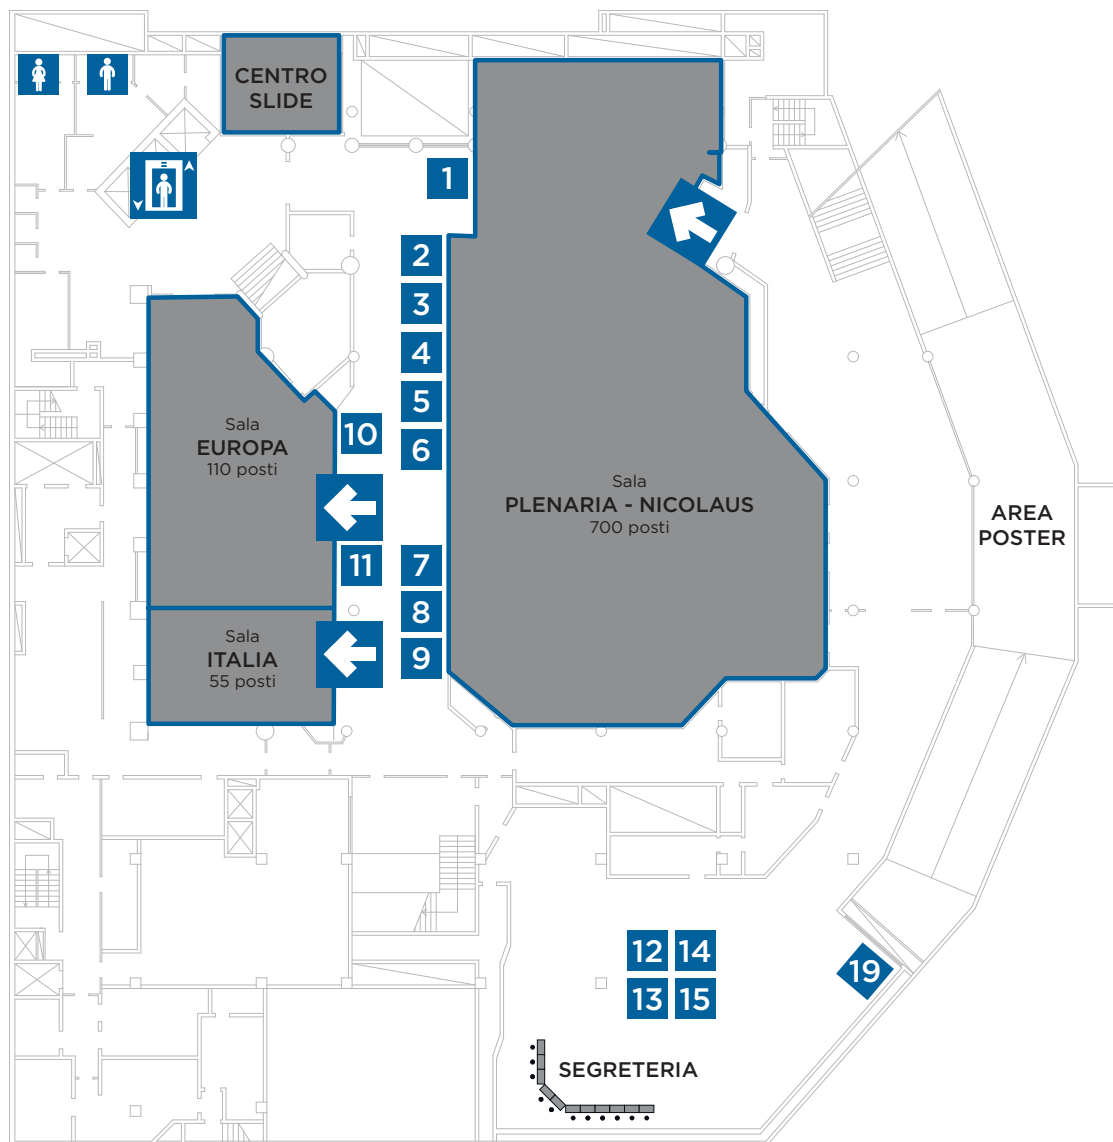 CENTRO
SLIDE
1
2
3
4
5
6
7
8
9
10
11
Sala
EUROPA
110 posti
Sala
ITALIA
55 posti
Sala
PLENARIA - NICOLAUS
700 posti
AREA
POSTER
12 14
13 15
19
SEGRETERIA